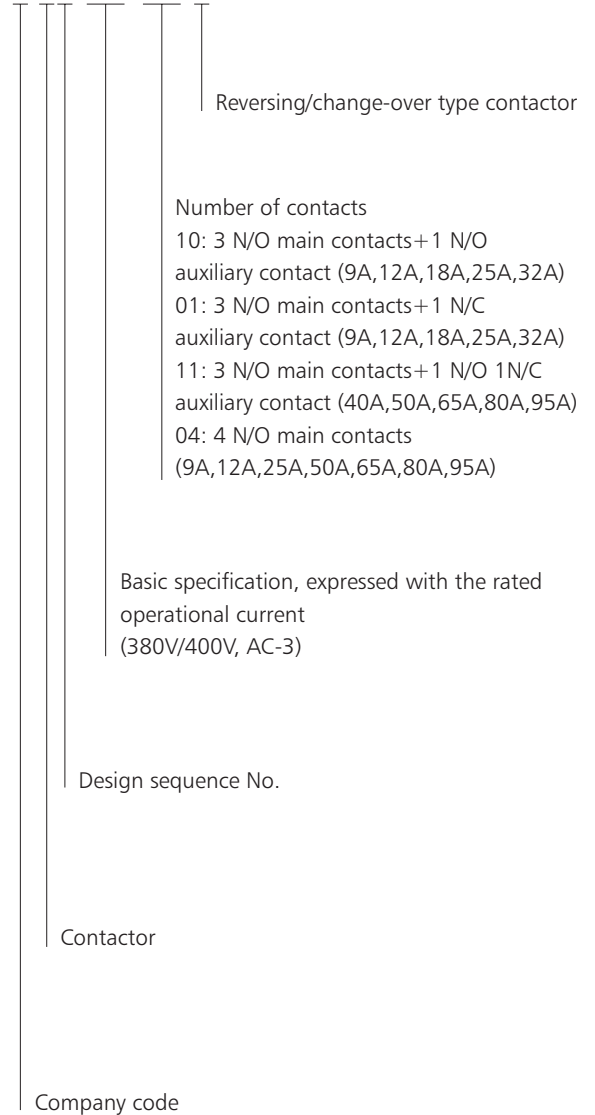 Reversing/change-over type contactor
Number of contacts
10: 3 N/O main contacts+1 N/O
auxiliary contact (9A,12A,18A,25A,32A)
01: 3 N/O main contacts+1 N/C
auxiliary contact (9A,12A,18A,25A,32A)
11: 3 N/O main contacts+1 N/O 1N/C
auxiliary contact (40A,50A,65A,80A,95A)
04: 4 N/O main contacts
(9A,12A,25A,50A,65A,80A,95A)
Basic specification, expressed with the rated
operational current
(380V/400V, AC-3)
Design sequence No.
Contactor
Company code